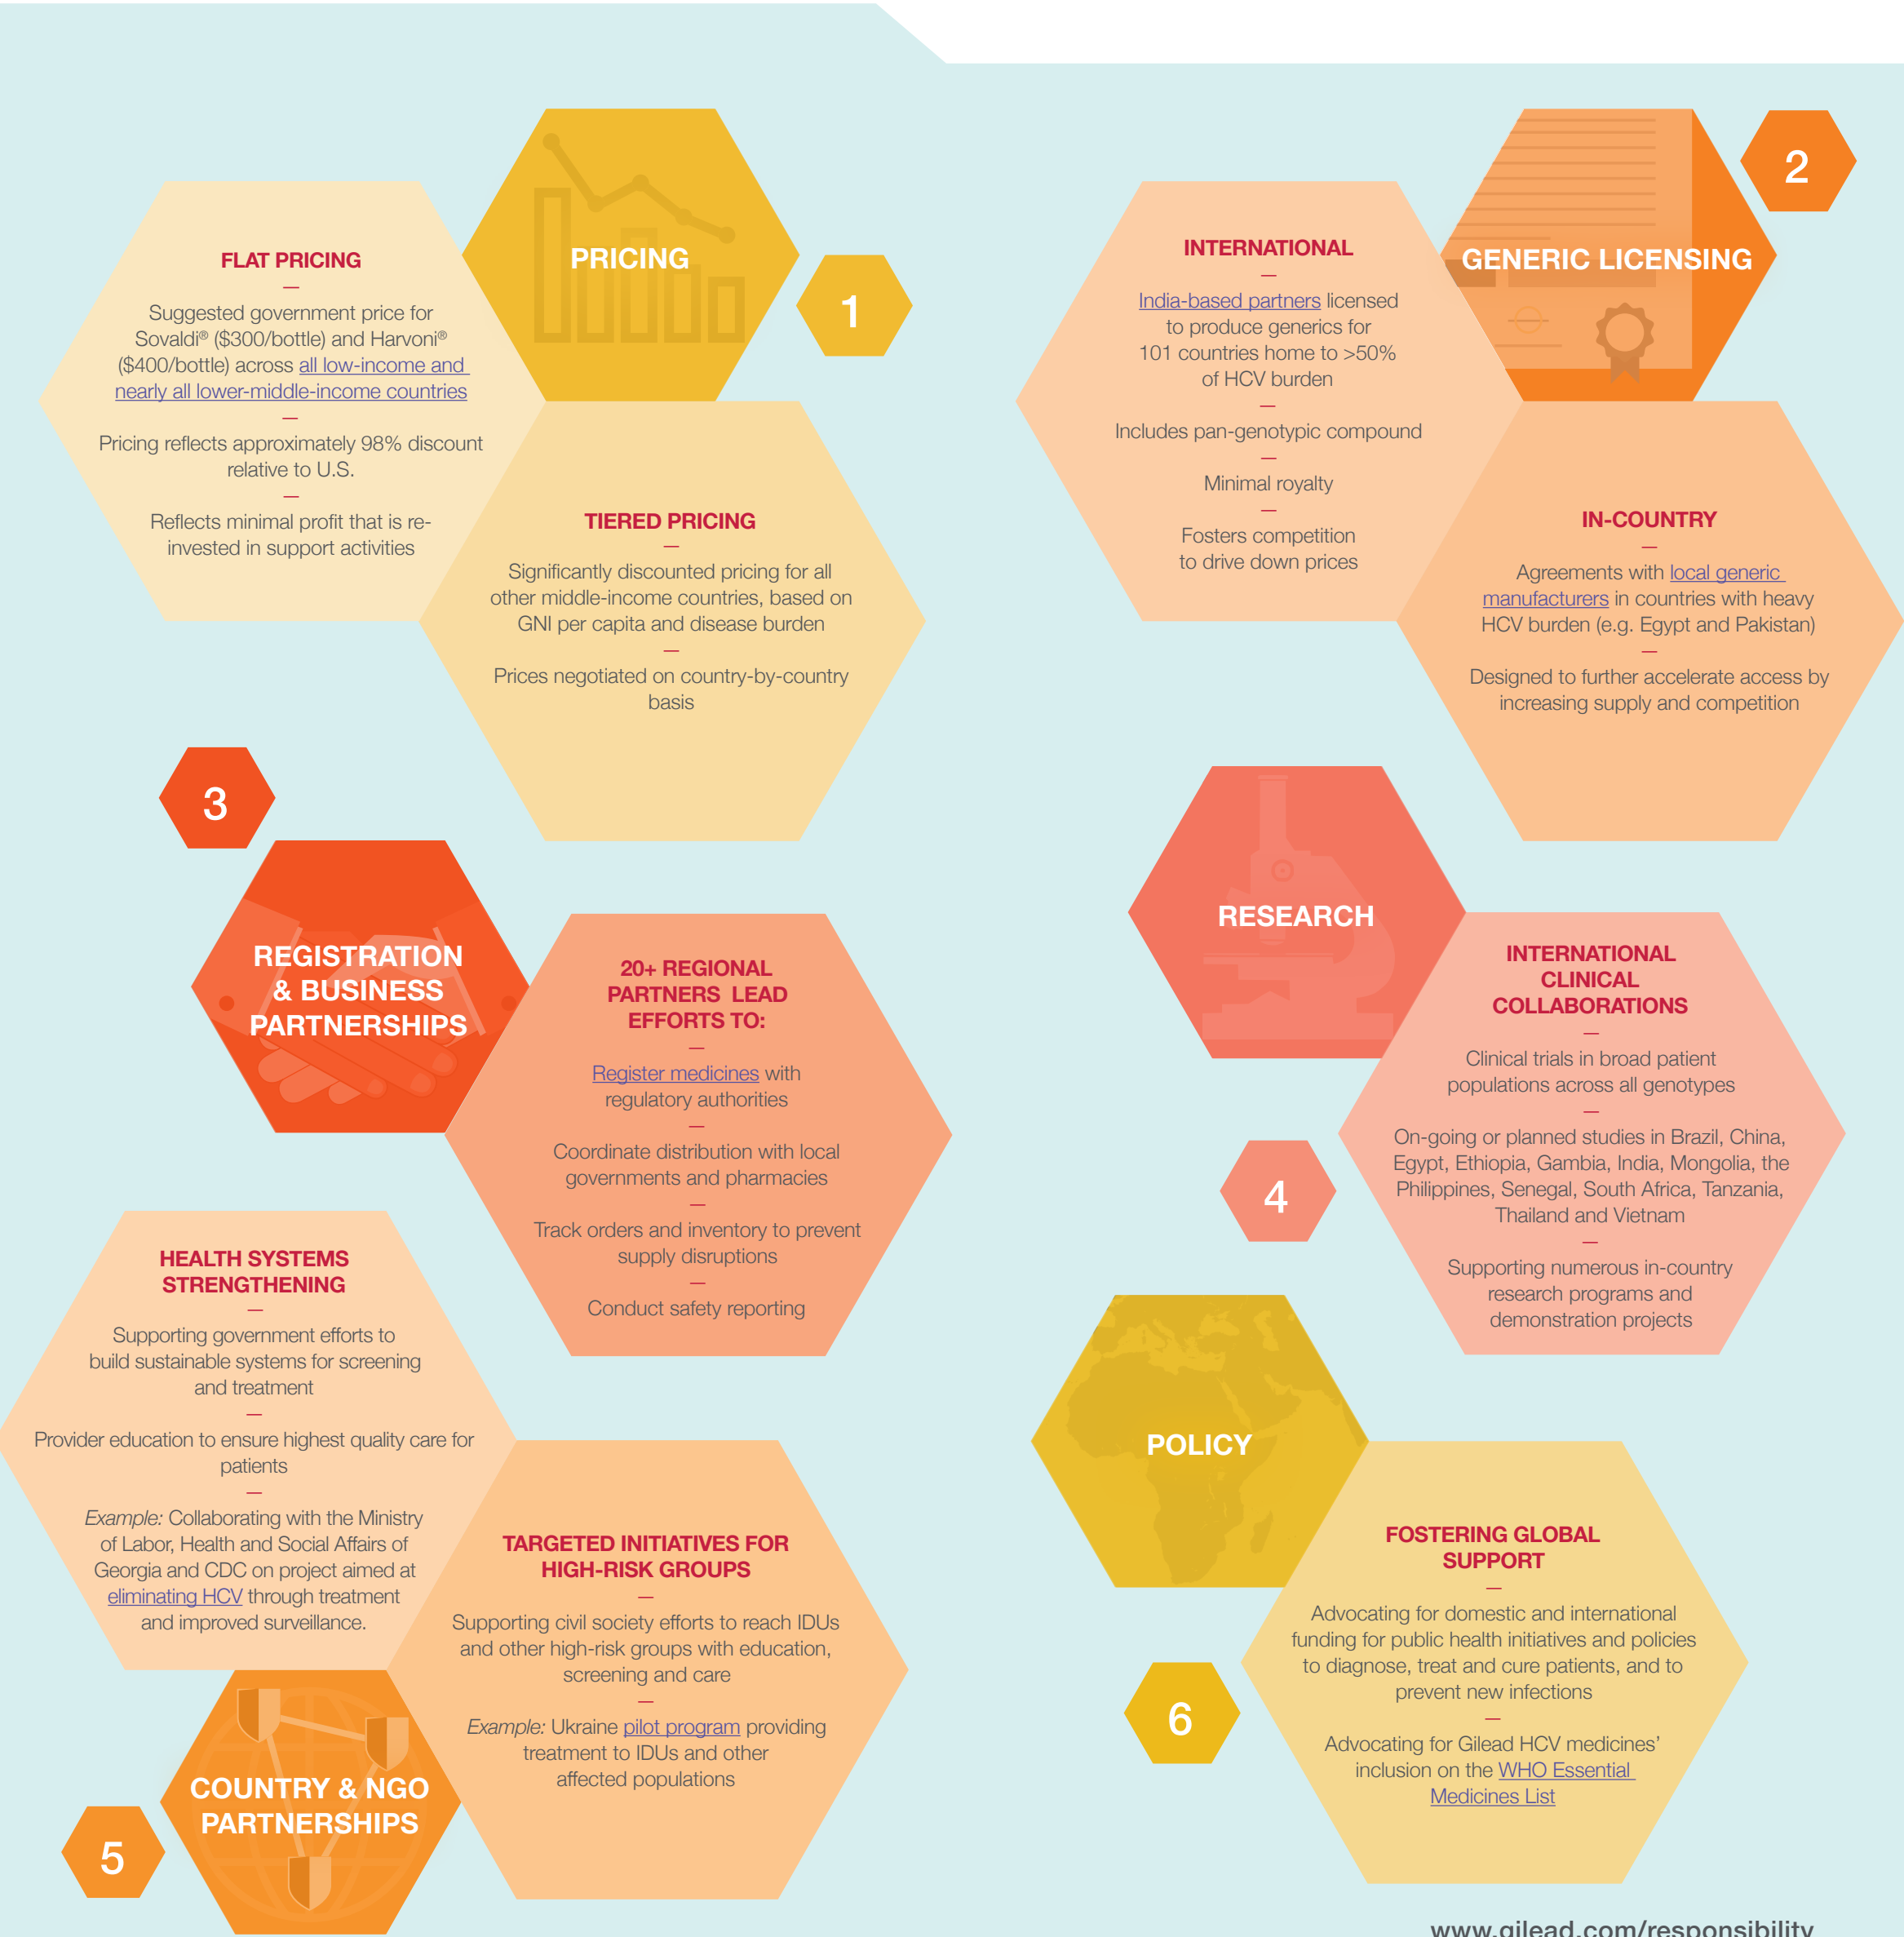 PRICING
1
FLAT PRICING
Suggested government price for
Sovaldi® ($300/bottle) and Harvoni®
($400/bottle) across all low-income and
nearly all lower-middle-income countries
Pricing reflects approximately 98% discount
relative to U.S.
Reflects minimal profit that is re-
invested in support activities
TIERED PRICING
Significantly discounted pricing for all
other middle-income countries, based on
GNI per capita and disease burden
Prices negotiated on country-by-country
basis
2
GENERIC LICENSING
INTERNATIONAL
India-based partners licensed
to produce generics for
101 countries home to >50%
of HCV burden
Includes pan-genotypic compound
Minimal royalty
Fosters competition
to drive down prices
IN-COUNTRY
Agreements with local generic
manufacturers in countries with heavy
HCV burden (e.g. Egypt and Pakistan)
Designed to further accelerate access by
increasing supply and competition
3
REGISTRATION
& BUSINESS
PARTNERSHIPS
20+ REGIONAL
PARTNERS LEAD
EFFORTS TO:
Register medicines with
regulatory authorities
Coordinate distribution with local
governments and pharmacies
Track orders and inventory to prevent
supply disruptions
Conduct safety reporting
RESEARCH
4
INTERNATIONAL
CLINICAL
COLLABORATIONS
Clinical trials in broad patient
populations across all genotypes
On-going or planned studies in Brazil, China,
Egypt, Ethiopia, Gambia, India, Mongolia, the
Philippines, Senegal, South Africa, Tanzania,
Thailand and Vietnam
Supporting numerous in-country
research programs and
demonstration projects
HEALTH SYSTEMS
STRENGTHENING
Supporting government efforts to
build sustainable systems for screening
and treatment
Provider education to ensure highest quality care for
patients
Example: Collaborating with the Ministry
of Labor, Health and Social Affairs of
Georgia and CDC on project aimed at
eliminating HCV through treatment
and improved surveillance.
TARGETED INITIATIVES FOR
HIGH-RISK GROUPS
Supporting civil society efforts to reach IDUs
and other high-risk groups with education,
screening and care
Example: Ukraine pilot program providing
treatment to IDUs and other
affected populations
COUNTRY & NGO
PARTNERSHIPS
5
POLICY
6
FOSTERING GLOBAL
SUPPORT
Advocating for domestic and international
funding for public health initiatives and policies
to diagnose, treat and cure patients, and to
prevent new infections
Advocating for Gilead HCV medicines'
inclusion on the WHO Essential
Medicines List
www.gilead.com/responsibility